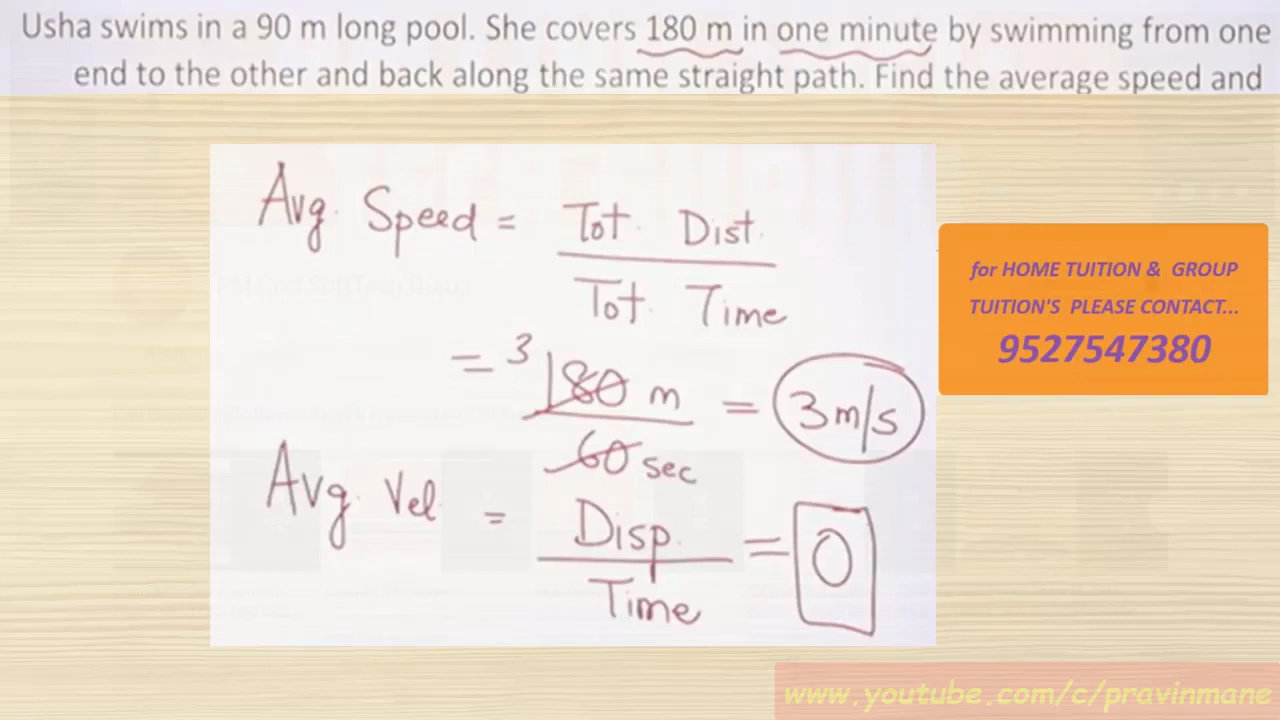 Usha swims in a 90 m long pool. She covers 180 m in one minute by swimming from one
end to the other and back along the same straight path. Find the average speed and
Avg. Speed = Tot. Dist.
Tot. Time
= 3 180 m = 3m/s
60 sec
Avg. Vel = Disp. = 0
Time
for HOME TUITION & GROUP
TUITION'S PLEASE CONTACT...
9527547380
www.youtube.com/c/pravinmane